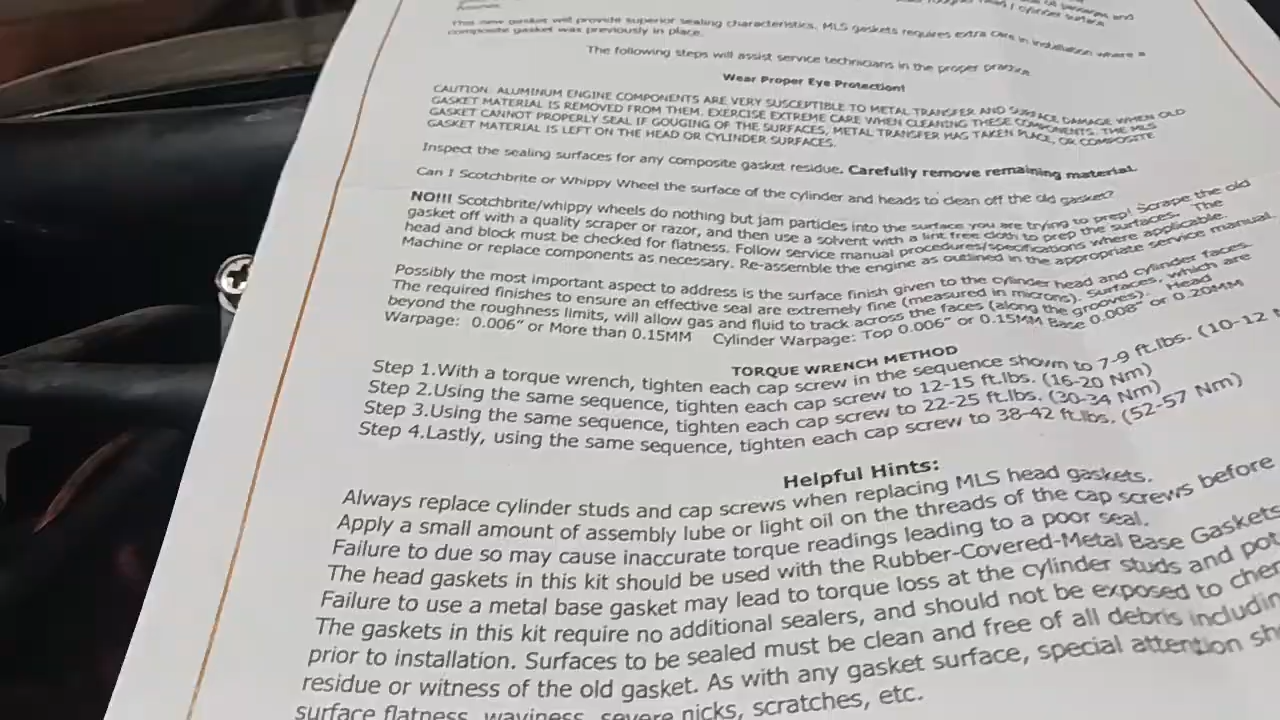 This new gasket will provide superior sealing characteristics. MLS gaskets requires extra care in installation where a
composite gasket was previously in place.
The following steps will assist service technicians in the proper practice
Wear Proper Eye Protection!
CAUTION: ALUMINUM ENGINE COMPONENTS ARE VERY SUSCEPTIBLE TO METAL TRANSFER AND SURFACE DAMAGE WHEN OLD
GASKET MATERIAL IS REMOVED FROM THEM. EXERCISE EXTREME CARE WHEN CLEANING THESE COMPONENTS. THE MLS
GASKET CANNOT PROPERLY SEAL IF GOUGING OF THE SURFACES, METAL TRANSFER HAS TAKEN PLACE, OR COMPOSITE
GASKET MATERIAL IS LEFT ON THE HEAD OR CYLINDER SURFACES.
Inspect the sealing surfaces for any composite gasket residue. Carefully remove remaining material.
Can I Scotchbrite or Whippy Wheel the surface of the cylinder and heads to clean off the old gasket?
NO!!! Scotchbrite/whippy wheels do nothing but jam particles into the surface you are trying to prep! Scrape the old
gasket off with a quality scraper or razor, and then use a solvent with a lint free cloth to prep the surfaces. The
head and block must be checked for flatness. Follow service manual procedures/specifications where applicable.
Machine or replace components as necessary. Re-assemble the engine as outlined in the appropriate service manual.
Possibly the most important aspect to address is the surface finish given to the cylinder head and cylinder faces.
The required finishes to ensure an effective seal are extremely fine (measured in microns). Surfaces, which are
beyond the roughness limits, will allow gas and fluid to track across the faces (along the grooves). Head
Warpage: 0.006” or More than 0.15MM Cylinder Warpage: Top 0.006” or 0.15MM Base 0.008” or 0.20MM
TORQUE WRENCH METHOD
Step 1.With a torque wrench, tighten each cap screw in the sequence shown to 7-9 ft.lbs. (10-12
Step 2.Using the same sequence, tighten each cap screw to 12-15 ft.lbs. (16-20 Nm)
Step 3.Using the same sequence, tighten each cap screw to 22-25 ft.lbs. (30-34 Nm)
Step 4.Lastly, using the same sequence, tighten each cap screw to 38-42 ft.lbs. (52-57 Nm)
Helpful Hints:
Always replace cylinder studs and cap screws when replacing MLS head gaskets.
Apply a small amount of assembly lube or light oil on the threads of the cap screws before
Failure to due so may cause inaccurate torque readings leading to a poor seal.
The head gaskets in this kit should be used with the Rubber-Covered-Metal Base Gaskets
Failure to use a metal base gasket may lead to torque loss at the cylinder studs and
The gaskets in this kit require no additional sealers, and should not be exposed to
prior to installation. Surfaces to be sealed must be clean and free of all debris
residue or witness of the old gasket. As with any gasket surface, special attention
surface flatness, waviness, severe nicks, scratches, etc.